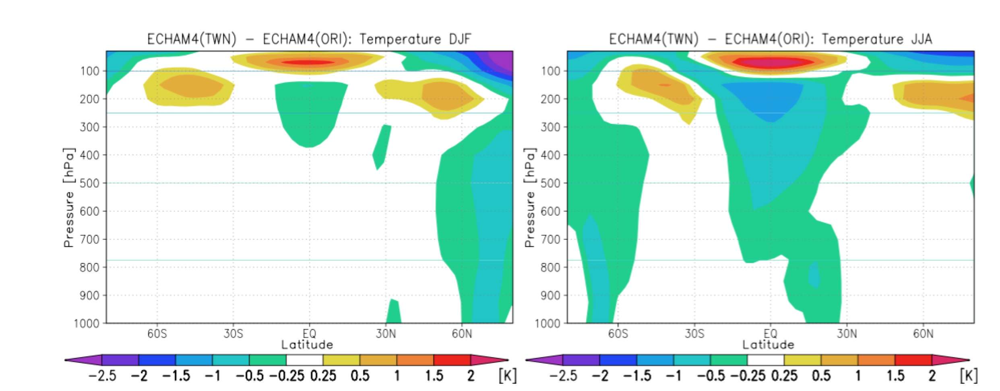 ECHAM4(TWN) – ECHAM4(ORI): Temperature DJF
Pressure [hPa]
100
200
300
400
500
600
700
800
900
1000
60S 30S EQ 30N 60N
Latitude
−2.5 −2 −1.5 −1 −0.5 −0.25 0.25 0.5 1 1.5 2 [K]
ECHAM4(TWN) – ECHAM4(ORI): Temperature JJA
Pressure [hPa]
100
200
300
400
500
600
700
800
900
1000
60S 30S EQ 30N 60N
Latitude
−2.5 −2 −1.5 −1 −0.5 −0.25 0.25 0.5 1 1.5 2 [K]